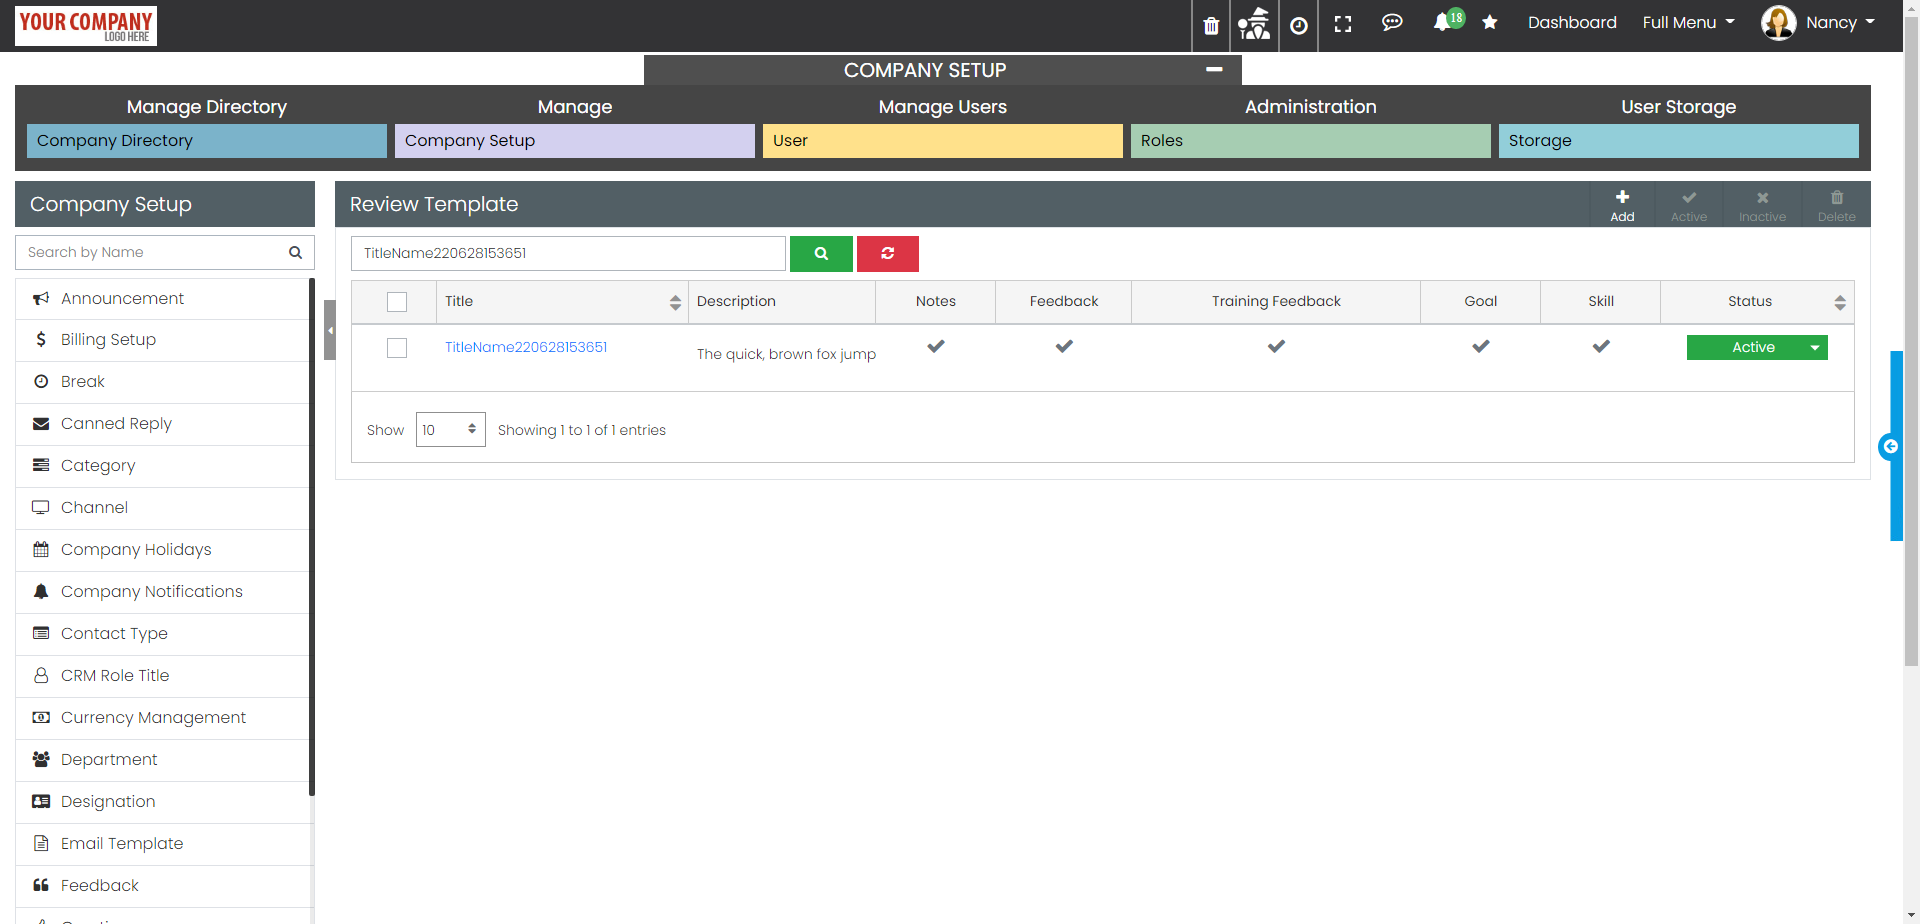 YOUR COMPANY
LOGO HERE
18
Dashboard
Full Menu
Nancy
COMPANY SETUP
Manage Directory
Manage
Manage Users
Administration
User Storage
Company Directory
Company Setup
User
Roles
Storage
Company Setup
Search by Name
Announcement
Billing Setup
Break
Canned Reply
Category
Channel
Company Holidays
Company Notifications
Contact Type
CRM Role Title
Currency Management
Department
Designation
Email Template
Feedback
Review Template
Add
Active
Inactive
Delete
TitleName220628153651
Title
Description
Notes
Feedback
Training Feedback
Goal
Skill
Status
TitleName220628153651
The quick, brown fox jump
Active
Show
10
Showing 1 to 1 of 1 entries